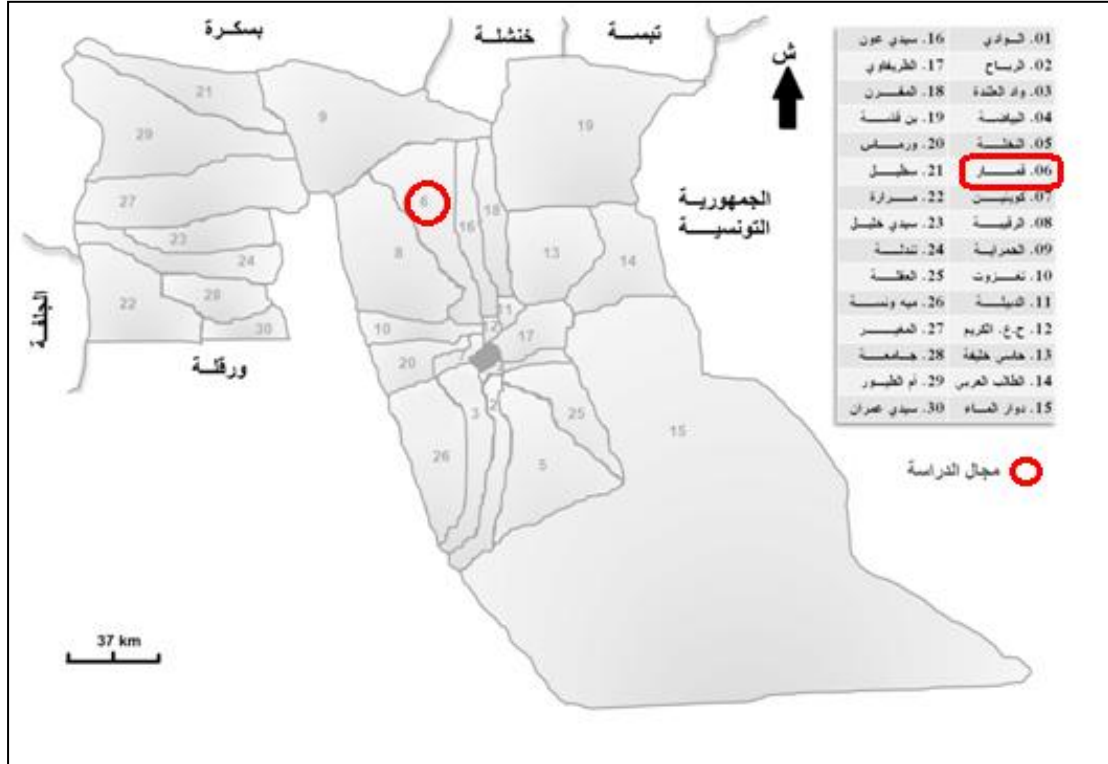 بسكرة
خنشلة
تبسة
ش
01. الوادي
16. سيدي عون
02. الرباح
17. الطريفاوي
03. واد العلندة
18. المقرن
04. البياضة
19. بن قشة
05. النخلة
20. ورماس
06. قمار
21. سطيل
07. كوينين
22. مرارة
08. الرقيبة
23. سيدي خليل
09. الحمراية
24. تندلة
10. تغزوت
25. العقلة
11. الدبيلة
26. ميه ونسة
12. ح.ع. الكريم
27. المغير
13. حاسي خليفة
28. جامعة
14. الطالب العربي
29. أم الطيور
15. دوار الماء
30. سيدي عمران
الجمهورية
التونسية
الجلفة
ورقلة
مجال الدراسة
37 km
21
9
19
29
27
6
18
16
23
8
13
14
24
22
28
30
10
11
12
17
20
7
3
2
25
26
5
15